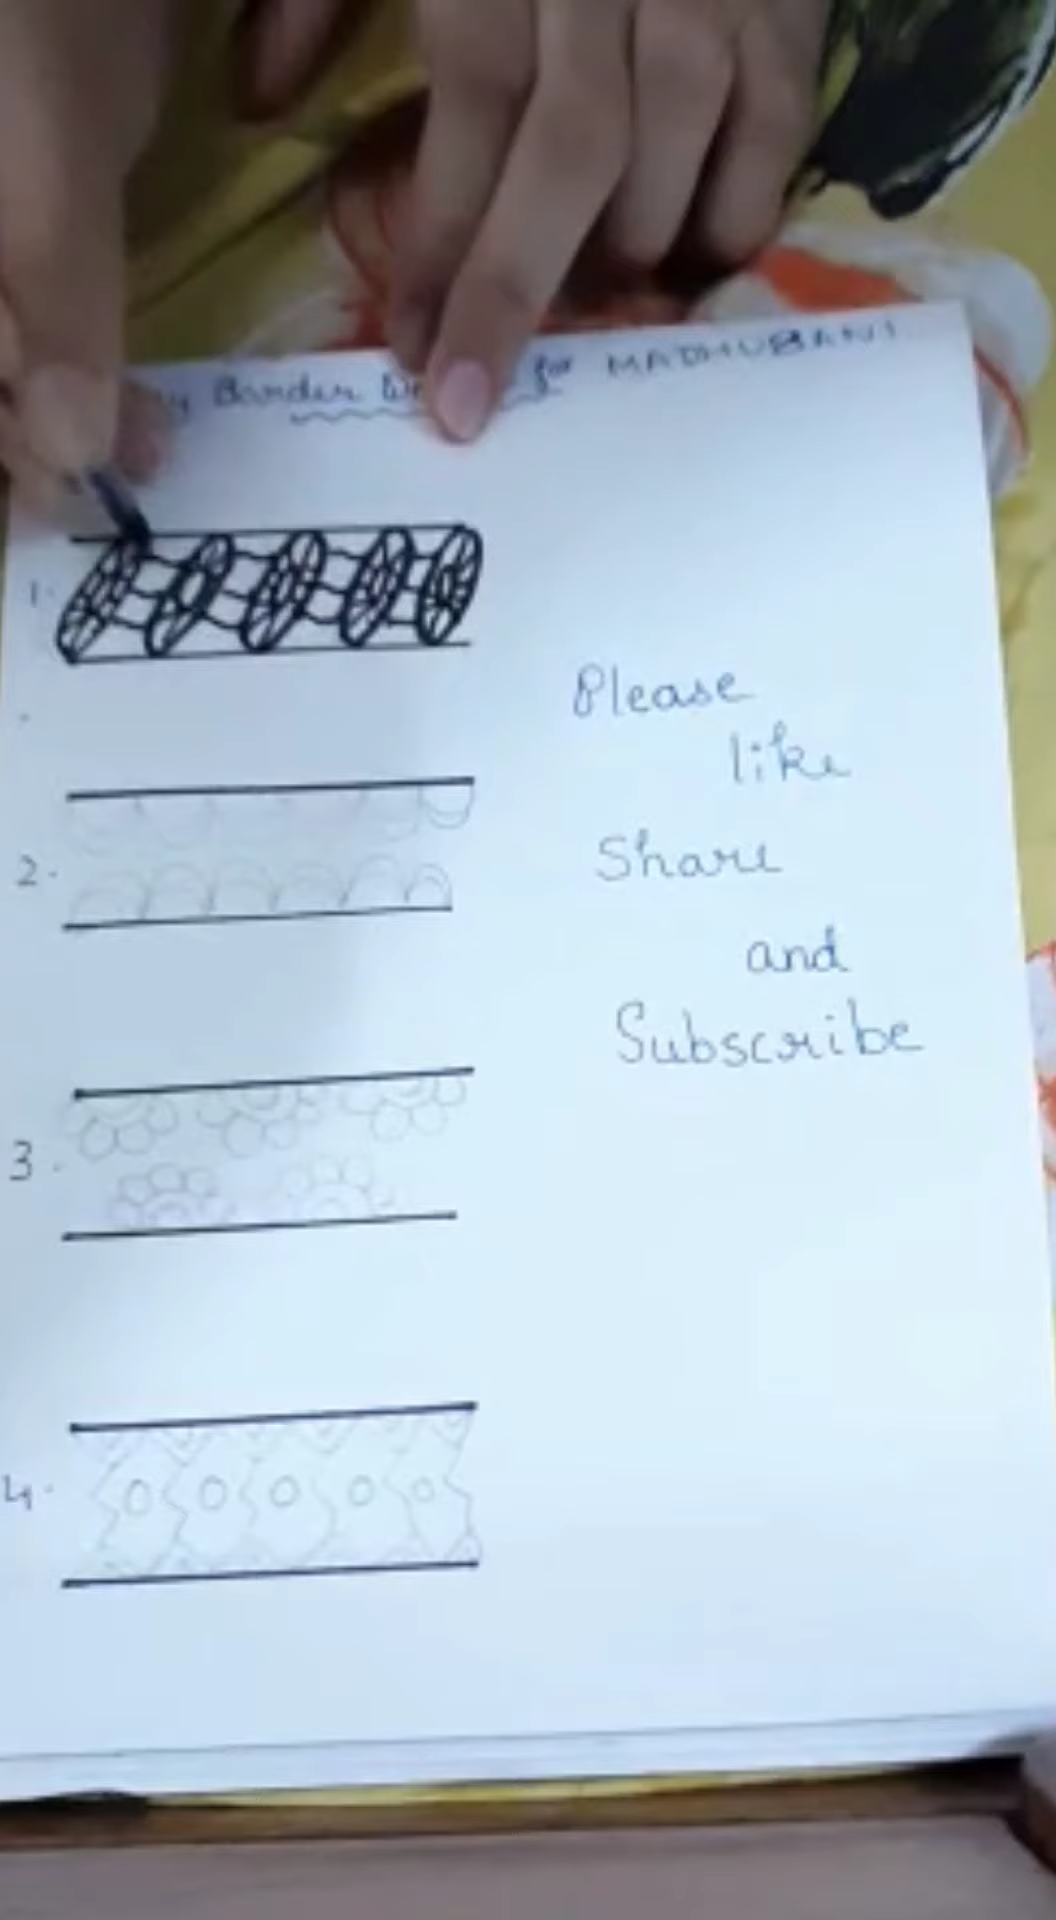 Border for MADHUBANI
1.
Please
like
2.
Share
and
Subscribe
3.
4.